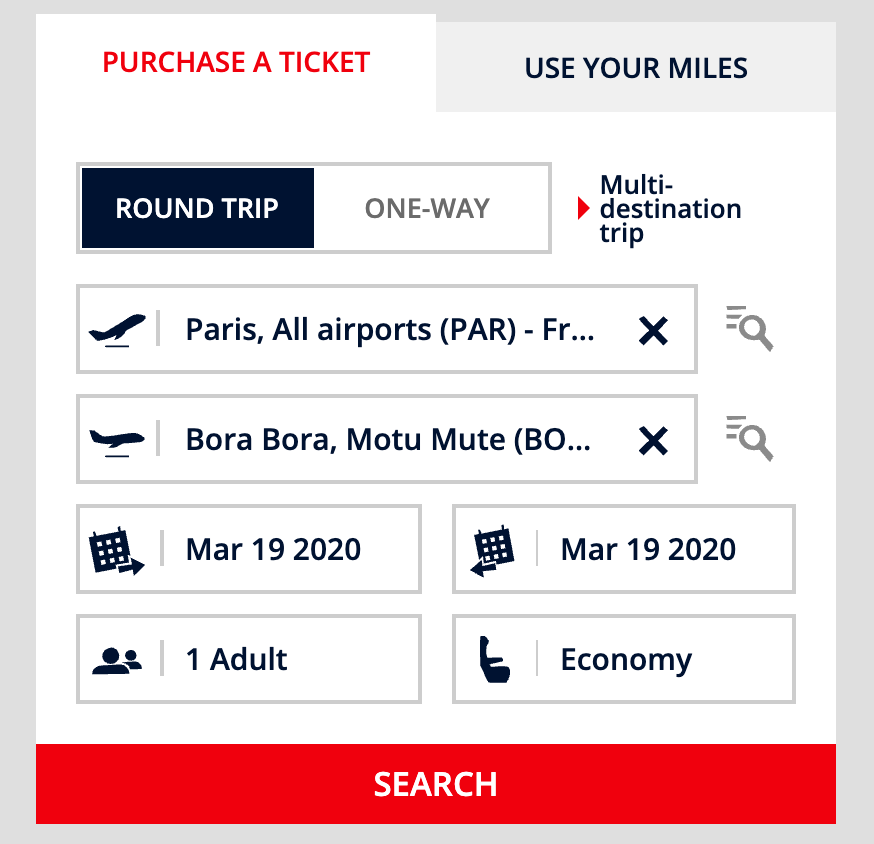 PURCHASE A TICKET
USE YOUR MILES
ROUND TRIP
ONE-WAY
Multi-
destination
trip
Paris, All airports (PAR) - Fr...
Bora Bora, Motu Mute (BO...
Mar 19 2020
Mar 19 2020
1 Adult
Economy
SEARCH